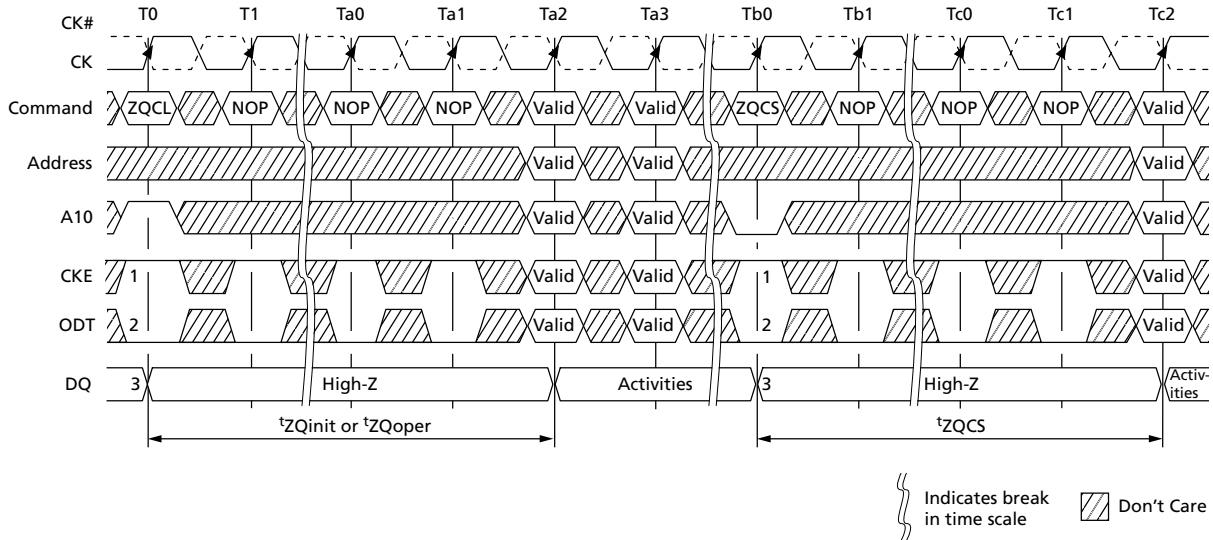 CK# T0 T1 Ta0 Ta1 Ta2 Ta3 Tb0 Tb1 Tc0 Tc1 Tc2
CK
Command ZQCL NOP NOP NOP Valid Valid ZQCS NOP NOP NOP Valid
Address Valid Valid Valid
A10 Valid Valid Valid
CKE 1 Valid Valid 1 Valid
ODT 2 Valid Valid 2 Valid
DQ 3 High-Z Activities 3 High-Z Activ-
ities
tZQinit or tZQoper tZQCS
Indicates break
in time scale
Don't Care